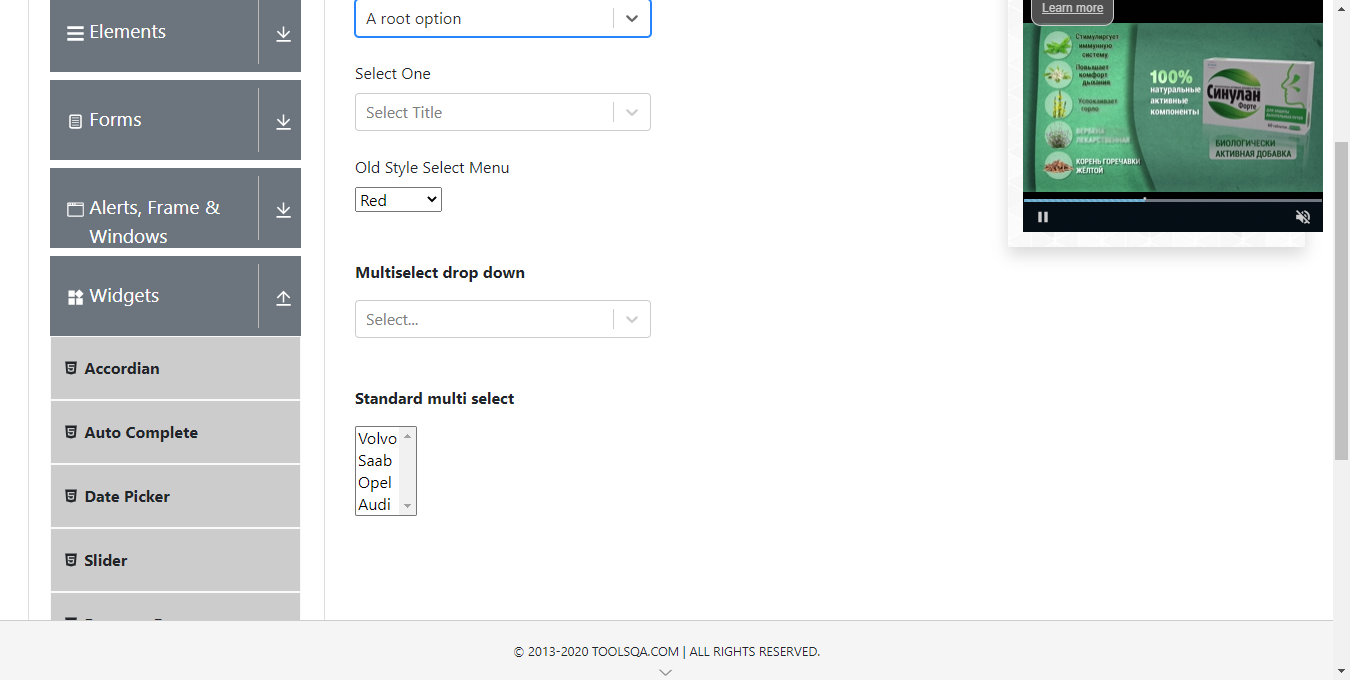 Elements
Forms
Alerts, Frame &
Windows
Widgets
Accordian
Auto Complete
Date Picker
Slider
A root option
Select One
Select Title
Old Style Select Menu
Red
Multiselect drop down
Select...
Standard multi select
Volvo
Saab
Opel
Audi
Learn more
Стимулирует
иммунную
систему
Повышает
комфорт
дыхания
Успокаивает
горло
ВЕРБЕНА
ЛЕКАРСТВЕННАЯ
КОРЕНЬ ГОРЕЧАВКИ
ЖЁЛТОЙ
100%
натуральные
активные
компоненты
Синулан
Форте
БИОЛОГИЧЕСКИ
АКТИВНАЯ ДОБАВКА
© 2013-2020 TOOLSQA.COM | ALL RIGHTS RESERVED.